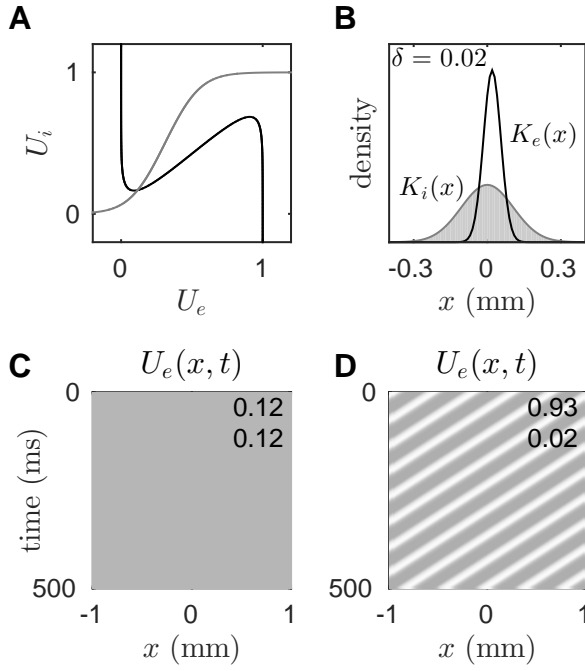 A
U_i
1
0
0
1
U_e
B
δ = 0.02
density
K_e(x)
K_i(x)
-0.3
0
0.3
x (mm)
C
U_e(x, t)
0
0.12
0.12
time (ms)
500
-1
0
1
x (mm)
D
U_e(x, t)
0.93
0.02
-1
0
1
x (mm)